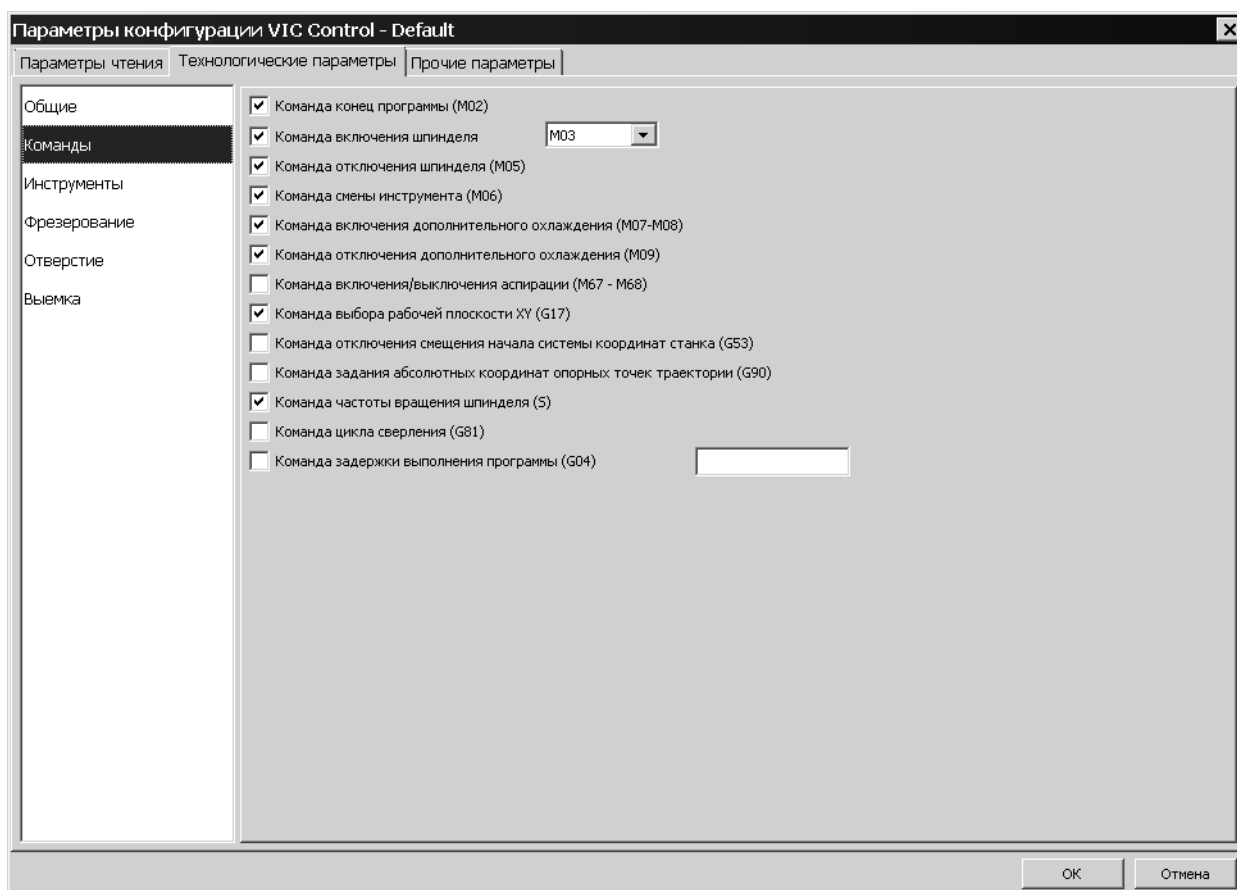 Параметры конфигурации VIC Control - Default
Параметры чтения Технологические параметры Прочие параметры
Общие
Команды
Инструменты
Фрезерование
Отверстие
Выемка
Команда конец программы (M02)
Команда включения шпинделя M03
Команда отключения шпинделя (M05)
Команда смены инструмента (M06)
Команда включения дополнительного охлаждения (M07-M08)
Команда отключения дополнительного охлаждения (M09)
Команда включения/выключения аспирации (M67 - M68)
Команда выбора рабочей плоскости XY (G17)
Команда отключения смещения начала системы координат станка (G53)
Команда задания абсолютных координат опорных точек траектории (G90)
Команда частоты вращения шпинделя (S)
Команда цикла сверления (G81)
Команда задержки выполнения программы (G04)
OK Отмена